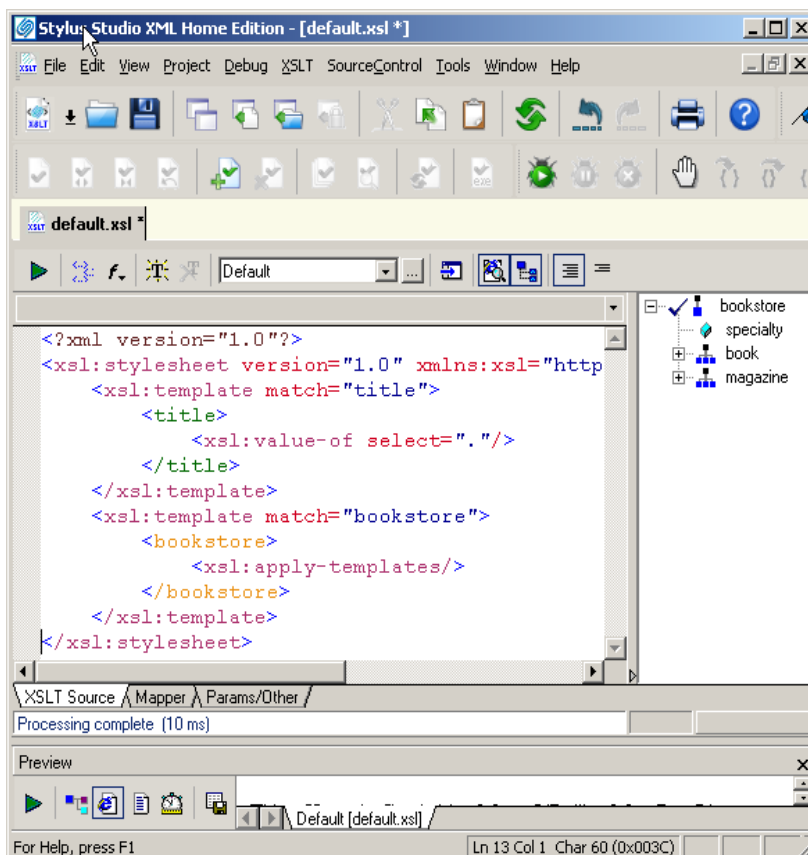 Stylus Studio XML Home Edition - [default.xsl *]
File Edit View Project Debug XSLT SourceControl Tools Window Help
default.xsl *
Default
<?xml version="1.0"?>
<xsl:stylesheet version="1.0" xmlns:xsl="http
<xsl:template match="title">
<title>
<xsl:value-of select="."/>
</title>
</xsl:template>
<xsl:template match="bookstore">
<bookstore>
<xsl:apply-templates/>
</bookstore>
</xsl:template>
</xsl:stylesheet>
bookstore
specialty
book
magazine
XSLT Source Mapper Params/Other
Processing complete (10 ms)
Preview
Default [default.xsl]
For Help, press F1
Ln 13 Col 1 Char 60 (0x003C)